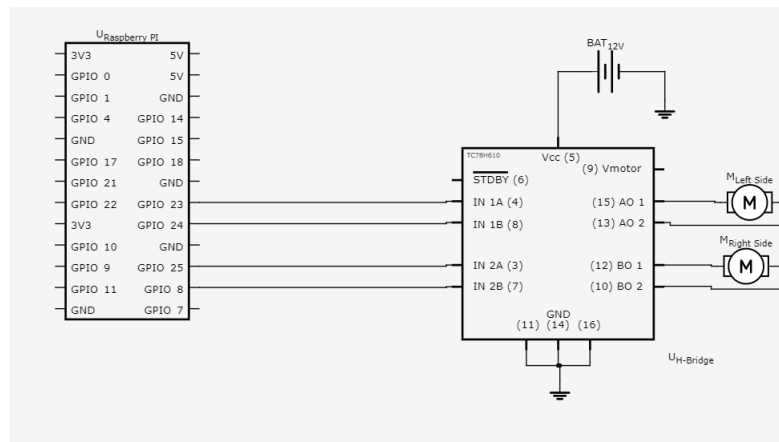 URaspberry PI
3V3 5V
GPIO 0 5V
GPIO 1 GND
GPIO 4 GPIO 14
GND GPIO 15
GPIO 17 GPIO 18
GPIO 21 GND
GPIO 22 GPIO 23
3V3 GPIO 24
GPIO 10 GND
GPIO 9 GPIO 25
GPIO 11 GPIO 8
GND GPIO 7
BAT12V
TC78H610
Vcc (5)
(9) Vmotor
STDBY (6)
IN 1A (4) (15) AO 1
IN 1B (8) (13) AO 2
IN 2A (3) (12) BO 1
IN 2B (7) (10) BO 2
GND
(11) (14) (16)
UH-Bridge
MLeft Side
M
MRight Side
M